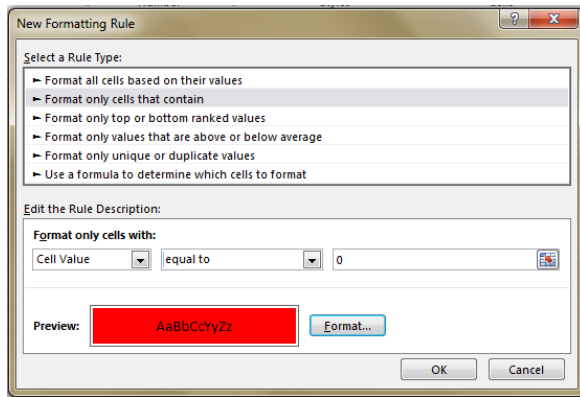 New Formatting Rule
Select a Rule Type:
► Format all cells based on their values
► Format only cells that contain
► Format only top or bottom ranked values
► Format only values that are above or below average
► Format only unique or duplicate values
► Use a formula to determine which cells to format
Edit the Rule Description:
Format only cells with:
Cell Value equal to 0
Preview: AaBbCcYyZz Format...
OK Cancel